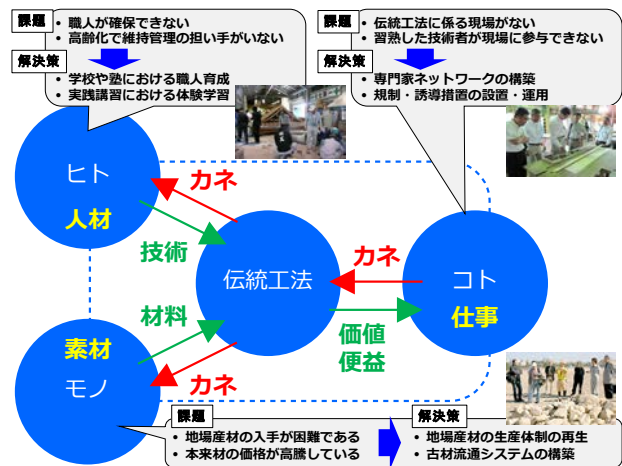 課題
• 職人が確保できない
• 高齢化で維持管理の担い手がいない
解決策
• 学校や塾における職人育成
• 実践講習における体験学習
課題
• 伝統工法に係る現場がない
• 習熟した技術者が現場に参与できない
解決策
• 専門家ネットワークの構築
• 規制・誘導措置の設置・運用
ヒト
人材
カネ
技術
伝統工法
カネ
コト
仕事
価値
便益
材料
素材
モノ
カネ
課題
• 地場産材の入手が困難である
• 本来材の価格が高騰している
解決策
• 地場産材の生産体制の再生
• 古材流通システムの構築